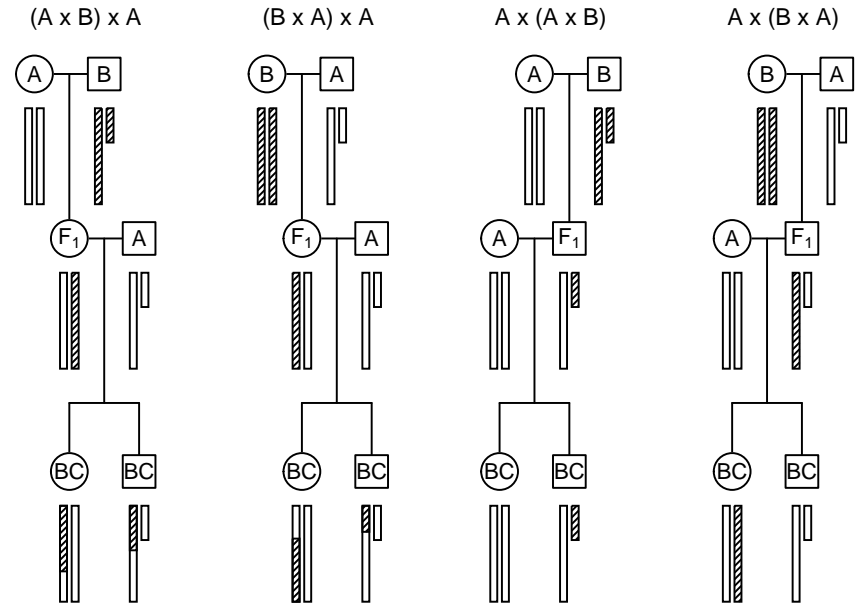 (A x B) x A (B x A) x A A x (A x B) A x (B x A)
A B B A A B B A
F₁ A F₁ A A F₁ A F₁
BC BC BC BC BC BC BC BC